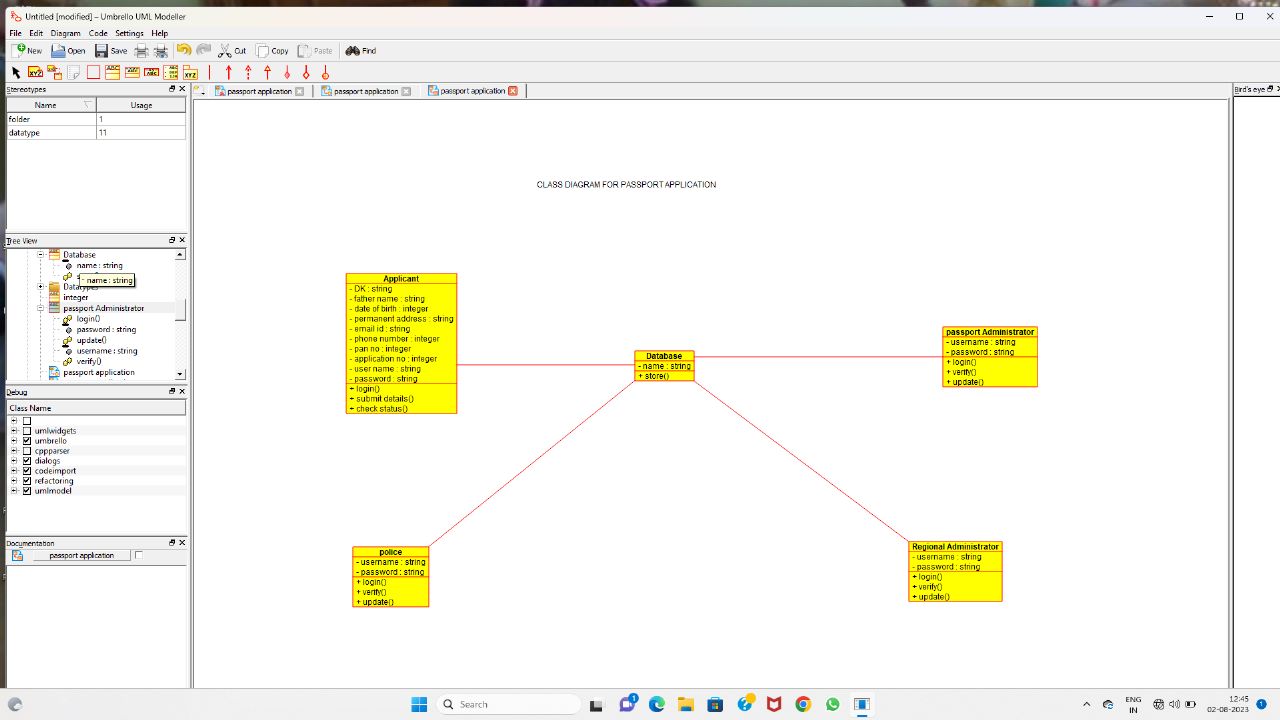 Untitled [modified] – Umbrello UML Modeller
File Edit Diagram Code Settings Help
New Open Save Cut Copy Paste Find
Stereotypes
Name Usage
folder 1
datatype 11
passport application passport application passport application
Bird's eye
CLASS DIAGRAM FOR PASSPORT APPLICATION
Tree View
Database
name : string
name : string
Datatypes
integer
passport Administrator
login()
password : string
update()
username : string
verify()
passport application
Debug
Class Name
umlwidgets
umbrello
cppparser
dialogs
codeimport
refactoring
umlmodel
Documentation
passport application
Applicant
- DK : string
- father name : string
- date of birth : integer
- permanent address : string
- email id : string
- phone number : integer
- pan no : integer
- application no : integer
- user name : string
- password : string
+ login()
+ submit details()
+ check status()
Database
- name : string
+ store()
passport Administrator
- username : string
- password : string
+ login()
+ verify()
+ update()
police
- username : string
- password : string
+ login()
+ verify()
+ update()
Regional Administrator
- username : string
- password : string
+ login()
+ verify()
+ update()
Search
ENG
IN
12:45
02-08-2023